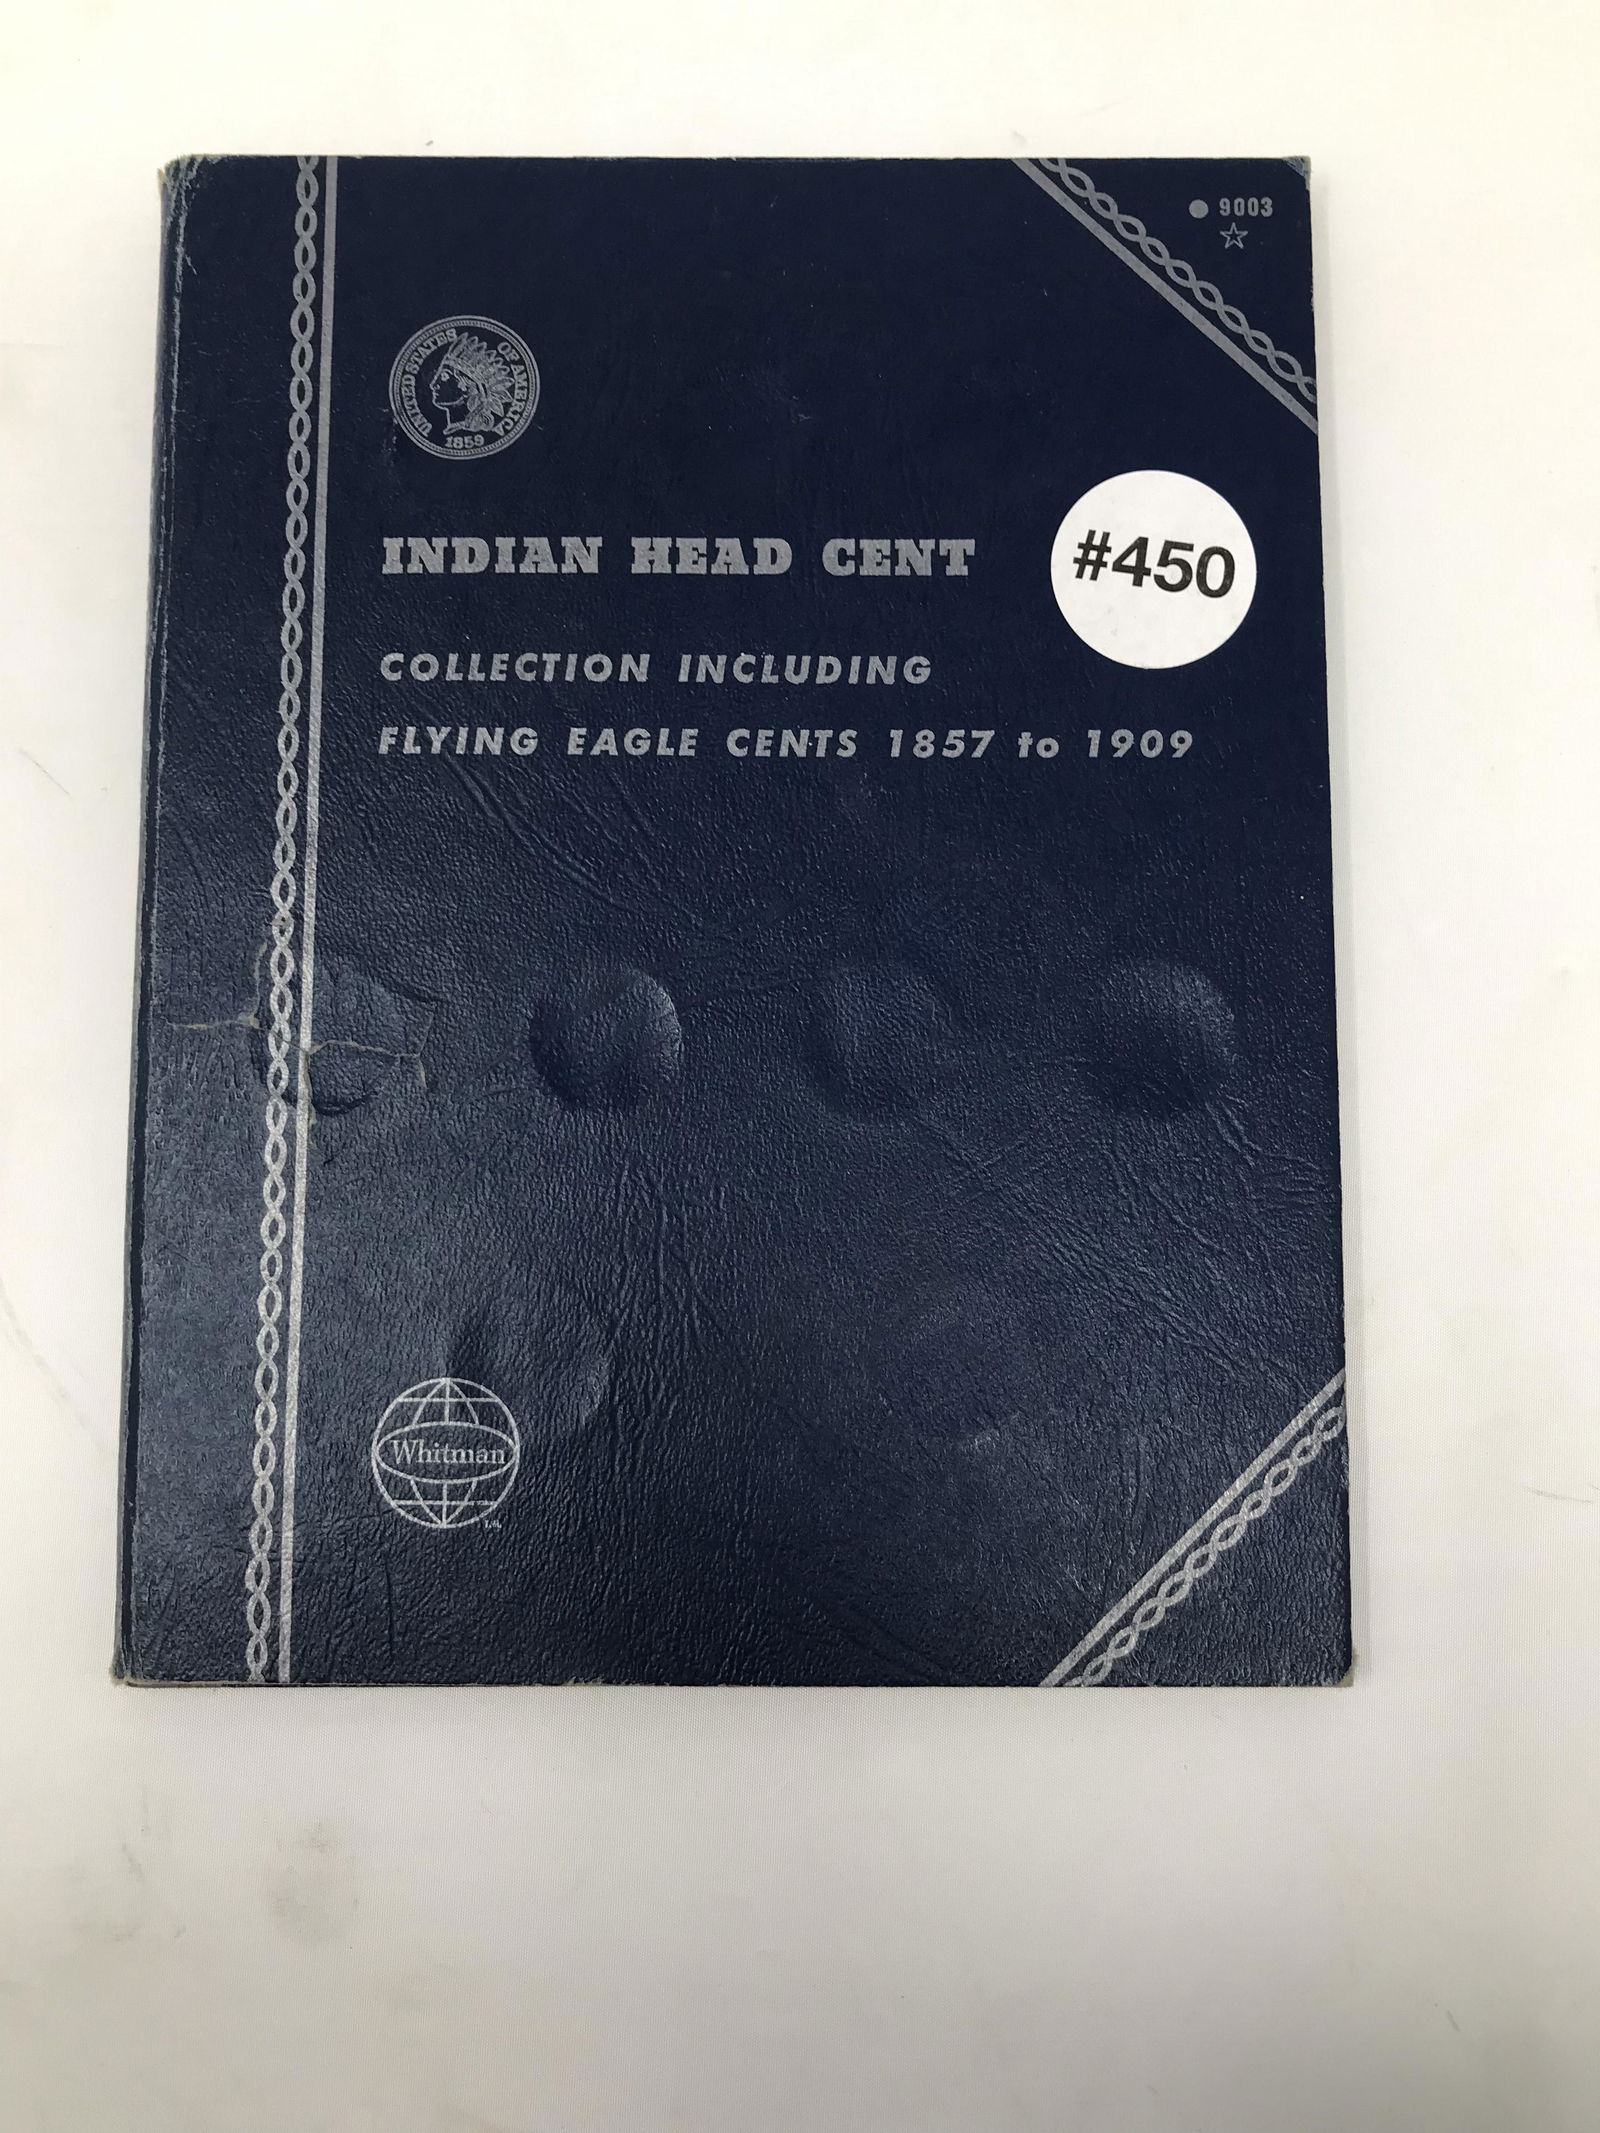 ● 9003
☆
UNITED STATES OF AMERICA
1859
INDIAN HEAD CENT
#450
COLLECTION INCLUDING
FLYING EAGLE CENTS 1857 to 1909
Whitman
T.M.